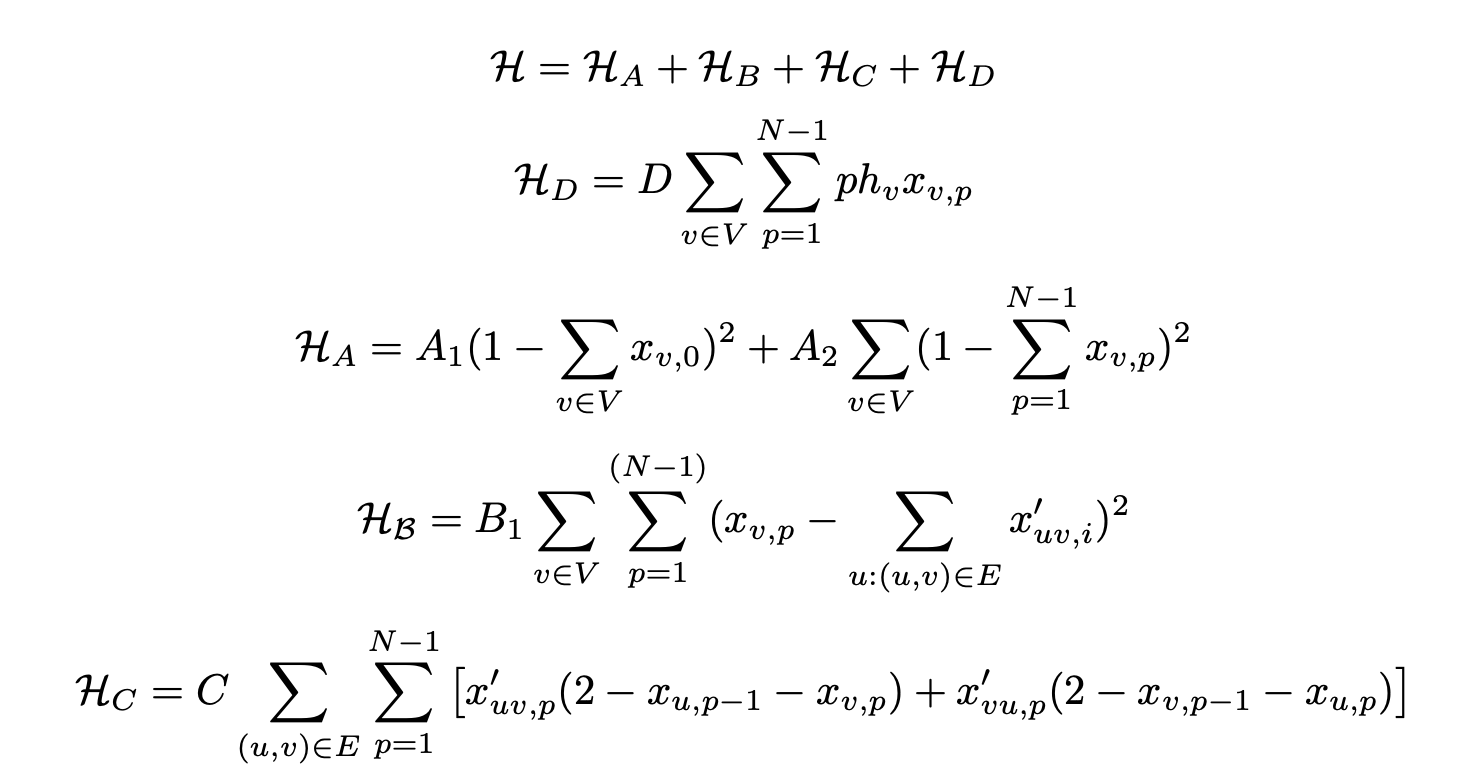 \mathcal{H} = \mathcal{H}_A + \mathcal{H}_B + \mathcal{H}_C + \mathcal{H}_D
\mathcal{H}_D = D \sum_{v \in V} \sum_{p=1}^{N-1} p h_v x_{v,p}
\mathcal{H}_A = A_1 (1 - \sum_{v \in V} x_{v,0})^2 + A_2 \sum_{v \in V} (1 - \sum_{p=1}^{N-1} x_{v,p})^2
\mathcal{H}_{\mathcal{B}} = B_1 \sum_{v \in V} \sum_{p=1}^{(N-1)} (x_{v,p} - \sum_{u:(u,v) \in E} x'_{uv,i})^2
\mathcal{H}_C = C \sum_{(u,v) \in E} \sum_{p=1}^{N-1} [x'_{uv,p} (2 - x_{u,p-1} - x_{v,p}) + x'_{vu,p} (2 - x_{v,p-1} - x_{u,p})]